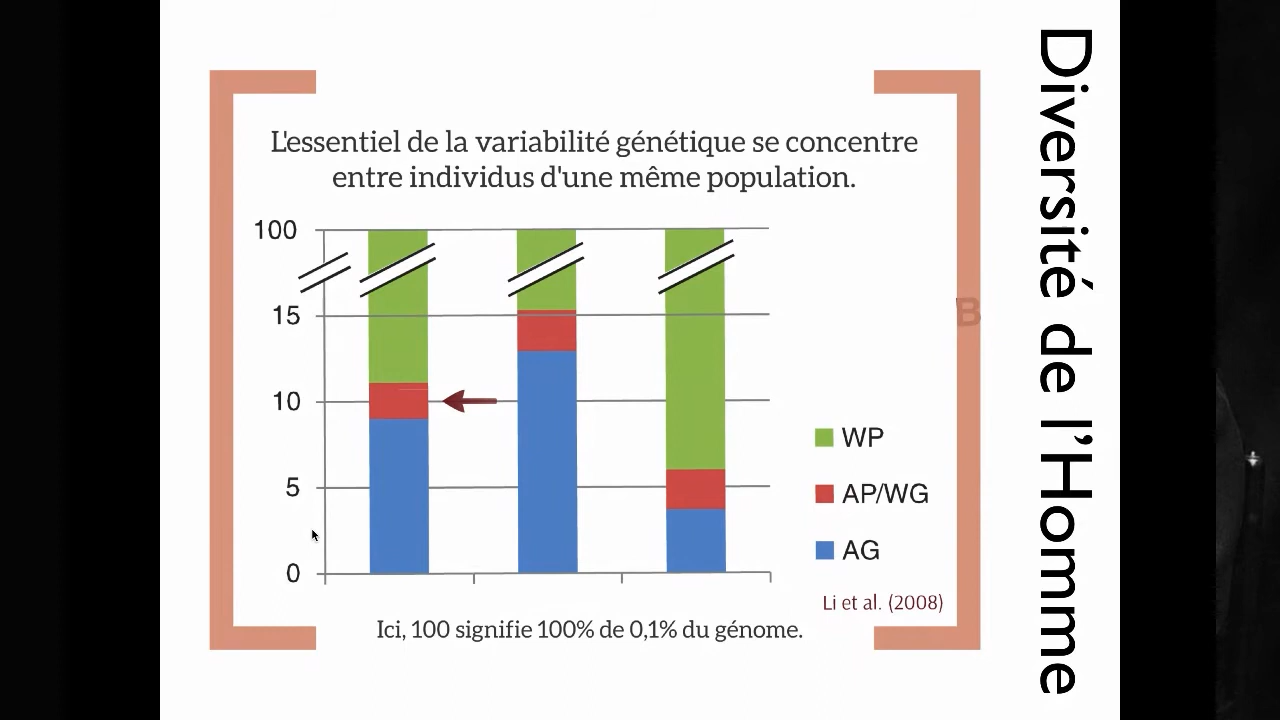 L'essentiel de la variabilité génétique se concentre
entre individus d'une même population.
100
15
10
5
0
WP
AP/WG
AG
Li et al. (2008)
Ici, 100 signifie 100% de 0,1% du génome.
B
Diversité de l'Homme